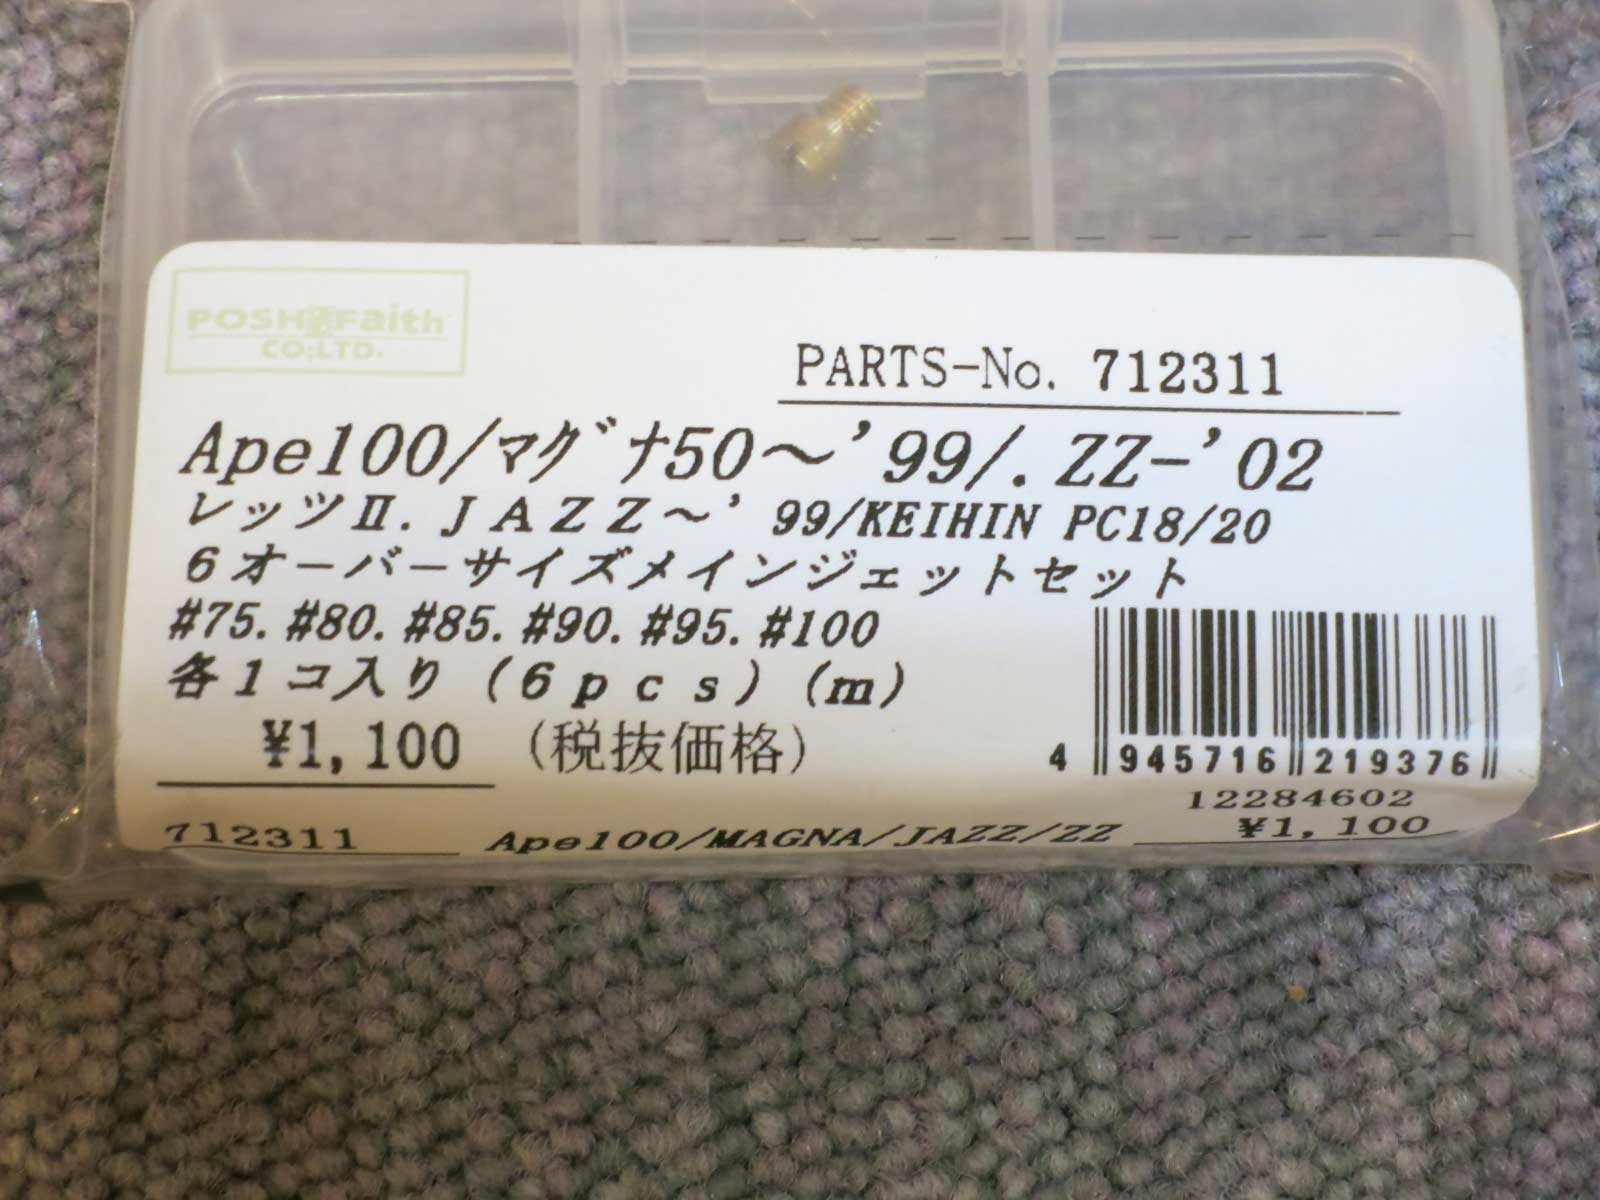 POSH Faith
CO.,LTD.
PARTS-No. 712311
Ape100/マグナ50～'99/.ZZ-'02
レッツⅡ.JAZZ～'99/KEIHIN PC18/20
6オーバーサイズメインジェットセット
#75.#80.#85.#90.#95.#100
各1コ入り(6pcs)(m)
¥1,100 (税抜価格)
4 945716 219376
12284602
712311 Ape100/MAGNA/JAZZ/ZZ ¥1,100